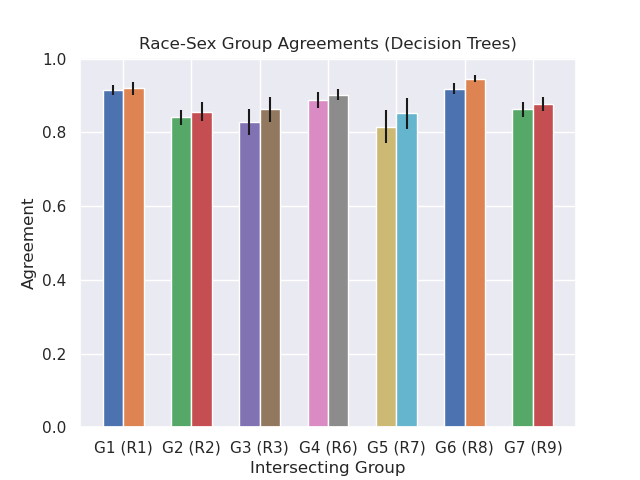 Race-Sex Group Agreements (Decision Trees)
1.0
0.8
0.6
0.4
0.2
0.0
Agreement
G1 (R1) G2 (R2) G3 (R3) G4 (R6) G5 (R7) G6 (R8) G7 (R9)
Intersecting Group